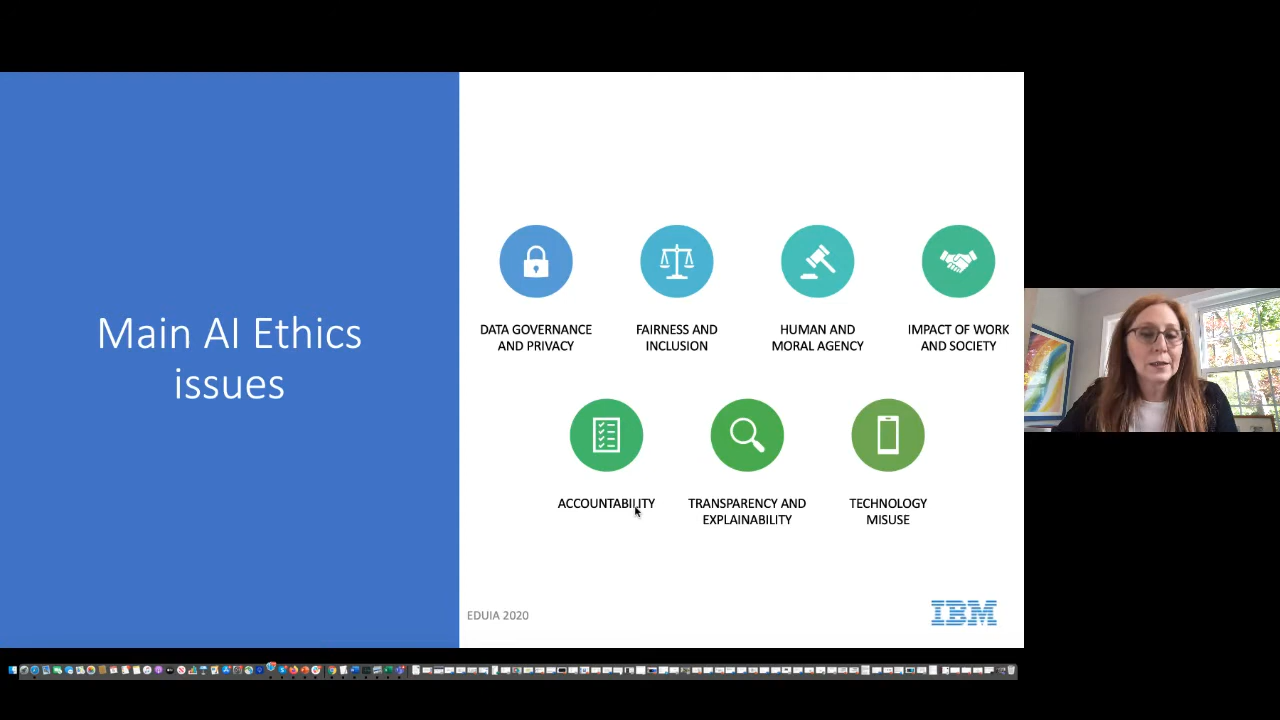 Main AI Ethics
issues
DATA GOVERNANCE
AND PRIVACY
FAIRNESS AND
INCLUSION
HUMAN AND
MORAL AGENCY
IMPACT OF WORK
AND SOCIETY
ACCOUNTABILITY
TRANSPARENCY AND
EXPLAINABILITY
TECHNOLOGY
MISUSE
EDUIA 2020
IBM